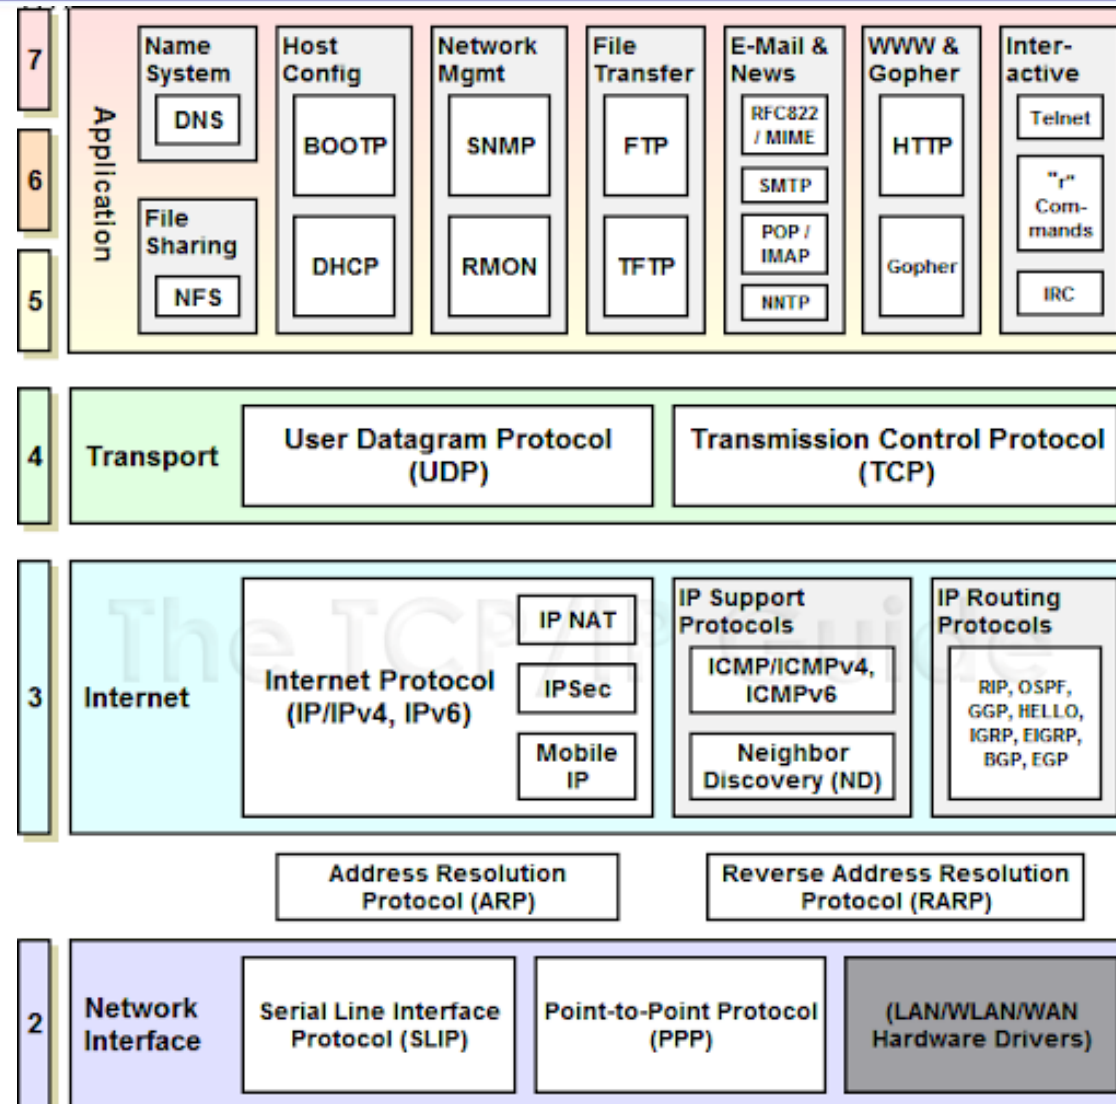 7
6
5
Application
Name
System
DNS
File
Sharing
NFS
Host
Config
BOOTP
DHCP
Network
Mgmt
SNMP
RMON
File
Transfer
FTP
TFTP
E-Mail &
News
RFC822
/ MIME
SMTP
POP /
IMAP
NNTP
WWW &
Gopher
HTTP
Gopher
Inter-
active
Telnet
"r"
Com-
mands
IRC
4
Transport
User Datagram Protocol
(UDP)
Transmission Control Protocol
(TCP)
The TCP/IP Guide
3
Internet
Internet Protocol
(IP/IPv4, IPv6)
IP NAT
IPSec
Mobile
IP
IP Support
Protocols
ICMP/ICMPv4,
ICMPv6
Neighbor
Discovery (ND)
IP Routing
Protocols
RIP, OSPF,
GGP, HELLO,
IGRP, EIGRP,
BGP, EGP
Address Resolution
Protocol (ARP)
Reverse Address Resolution
Protocol (RARP)
2
Network
Interface
Serial Line Interface
Protocol (SLIP)
Point-to-Point Protocol
(PPP)
(LAN/WLAN/WAN
Hardware Drivers)